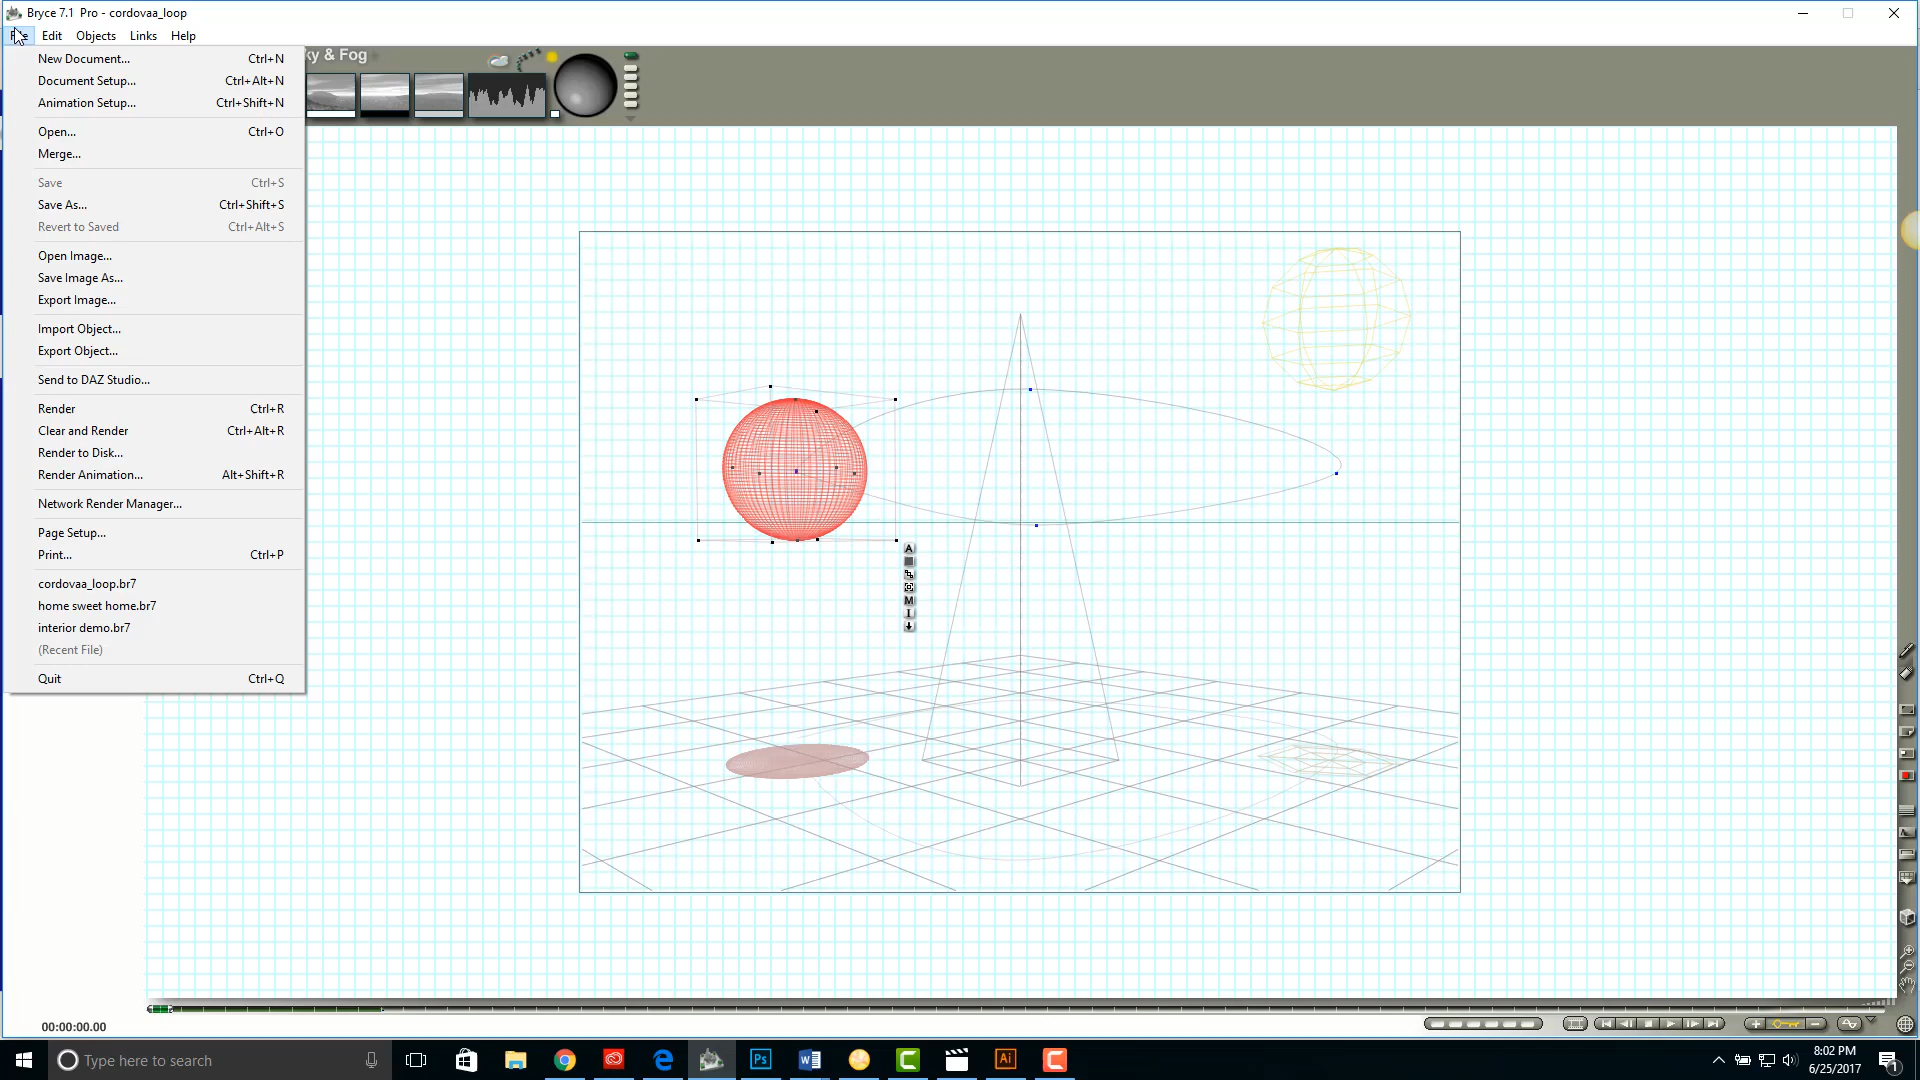 Bryce 7.1 Pro - cordovaa_loop
Edit Objects Links Help
ky & Fog
New Document... Ctrl+N
Document Setup... Ctrl+Alt+N
Animation Setup... Ctrl+Shift+N
Open... Ctrl+O
Merge...
Save Ctrl+S
Save As... Ctrl+Shift+S
Revert to Saved Ctrl+Alt+S
Open Image...
Save Image As...
Export Image...
Import Object...
Export Object...
Send to DAZ Studio...
Render Ctrl+R
Clear and Render Ctrl+Alt+R
Render to Disk...
Render Animation... Alt+Shift+R
Network Render Manager...
Page Setup...
Print... Ctrl+P
cordovaa_loop.br7
home sweet home.br7
interior demo.br7
(Recent File)
Quit Ctrl+Q
A
M
I
00:00:00.00
Type here to search
Ps
Ai
8:02 PM
6/25/2017
1